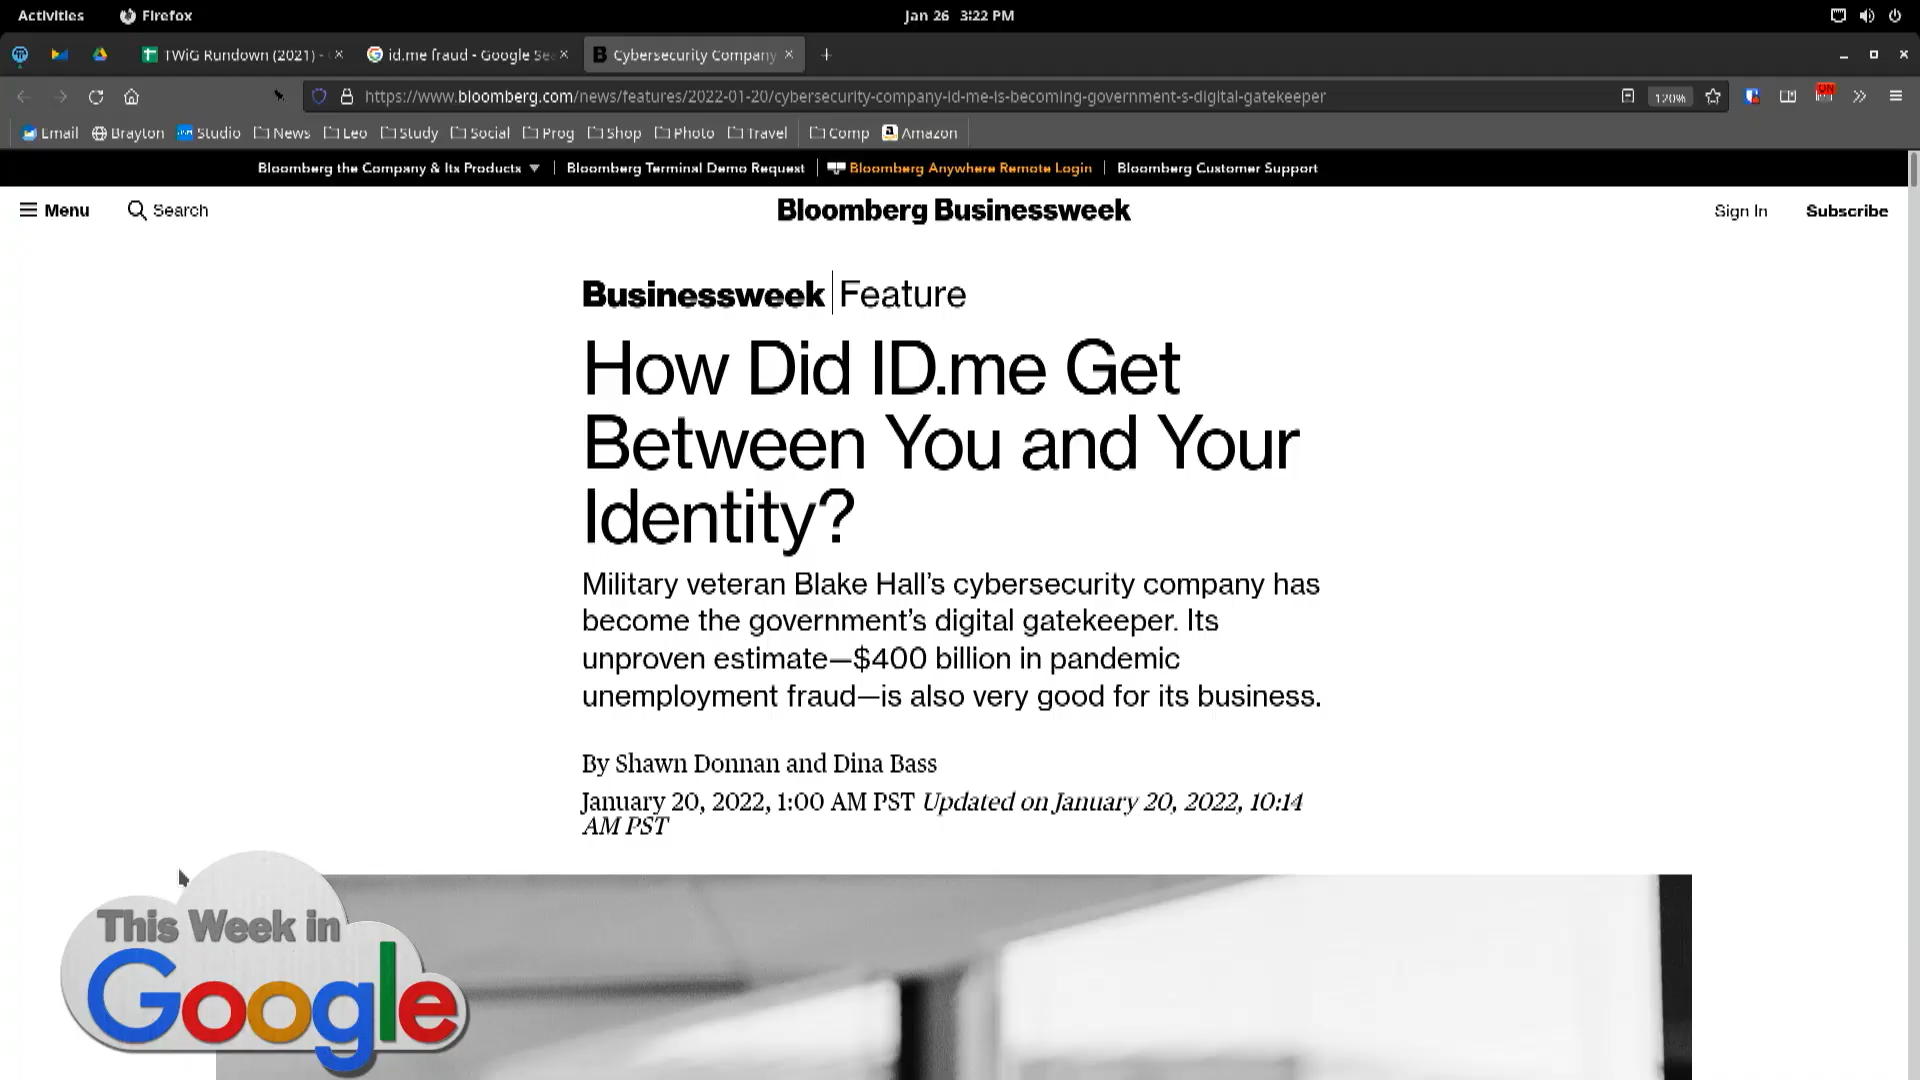 Activities
Firefox
Jan 26 3:22 PM
TWiG Rundown (2021) -
id.me fraud - Google Se
Cybersecurity Company
https://www.bloomberg.com/news/features/2022-01-20/cybersecurity-company-id-me-is-becoming-government-s-digital-gatekeeper
120%
ON
Email
Brayton
Studio
News
Leo
Study
Social
Prog
Shop
Photo
Travel
Comp
Amazon
Bloomberg the Company & Its Products
Bloomberg Terminal Demo Request
Bloomberg Anywhere Remote Login
Bloomberg Customer Support
Menu
Search
Bloomberg Businessweek
Sign In
Subscribe
Businessweek | Feature
How Did ID.me Get
Between You and Your
Identity?
Military veteran Blake Hall’s cybersecurity company has
become the government’s digital gatekeeper. Its
unproven estimate—$400 billion in pandemic
unemployment fraud—is also very good for its business.
By Shawn Donnan and Dina Bass
January 20, 2022, 1:00 AM PST Updated on January 20, 2022, 10:14
AM PST
This Week in
Google